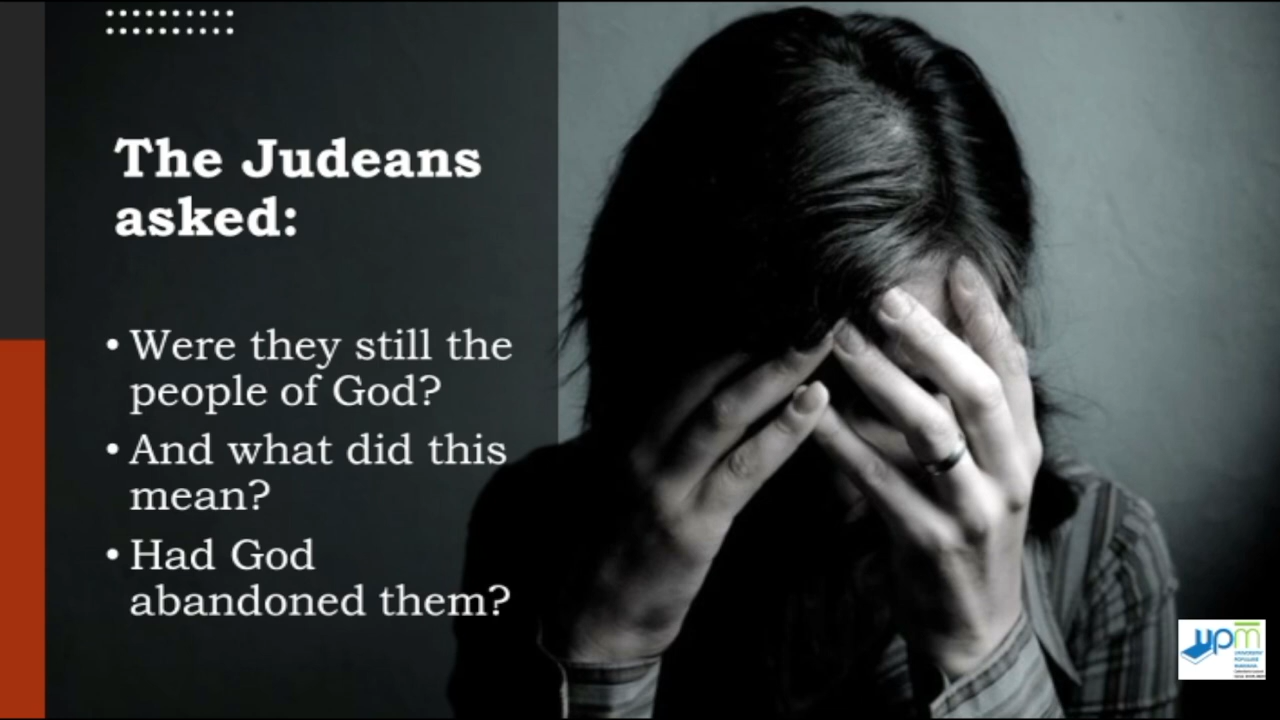 The Judeans
asked:
• Were they still the
people of God?
• And what did this
mean?
• Had God
abandoned them?
upm